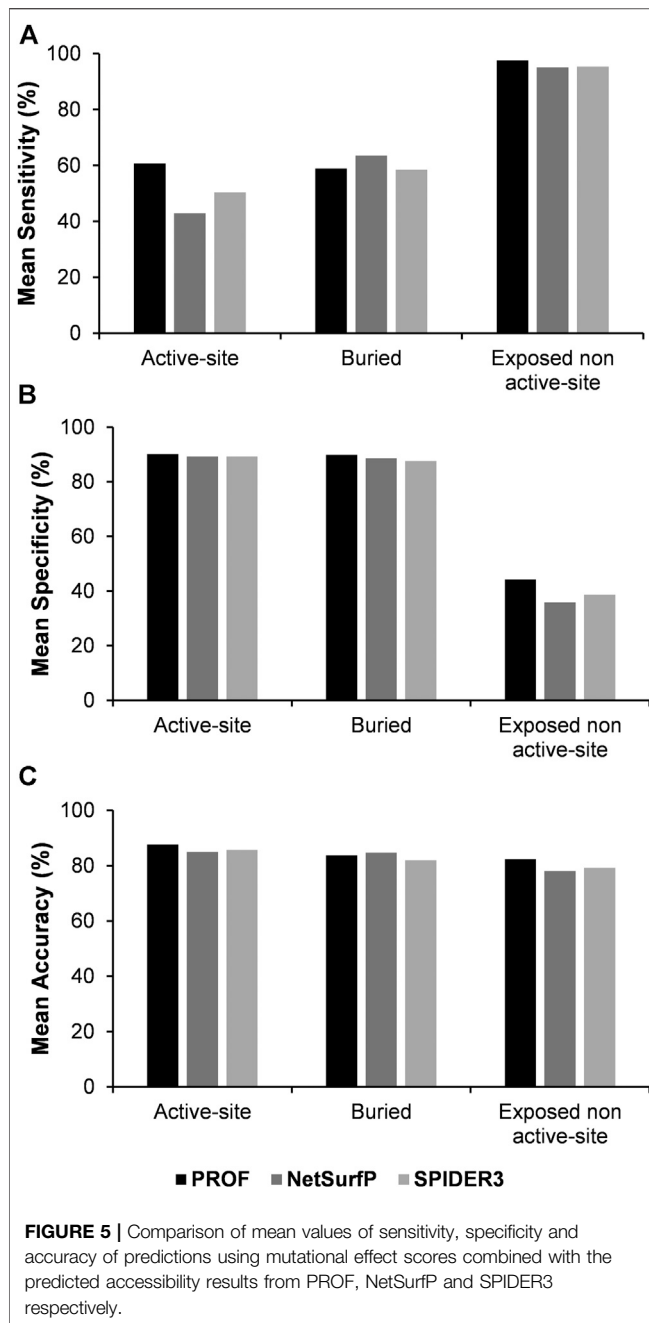 A
100
80
60
40
20
0
Mean Sensitivity (%)
Active-site
Buried
Exposed non
active-site
B
100
80
60
40
20
0
Mean Specificity (%)
Active-site
Buried
Exposed non
active-site
C
100
80
60
40
20
0
Mean Accuracy (%)
Active-site
Buried
Exposed non
active-site
PROF NetSurfP SPIDER3
FIGURE 5 | Comparison of mean values of sensitivity, specificity and
accuracy of predictions using mutational effect scores combined with the
predicted accessibility results from PROF, NetSurfP and SPIDER3
respectively.